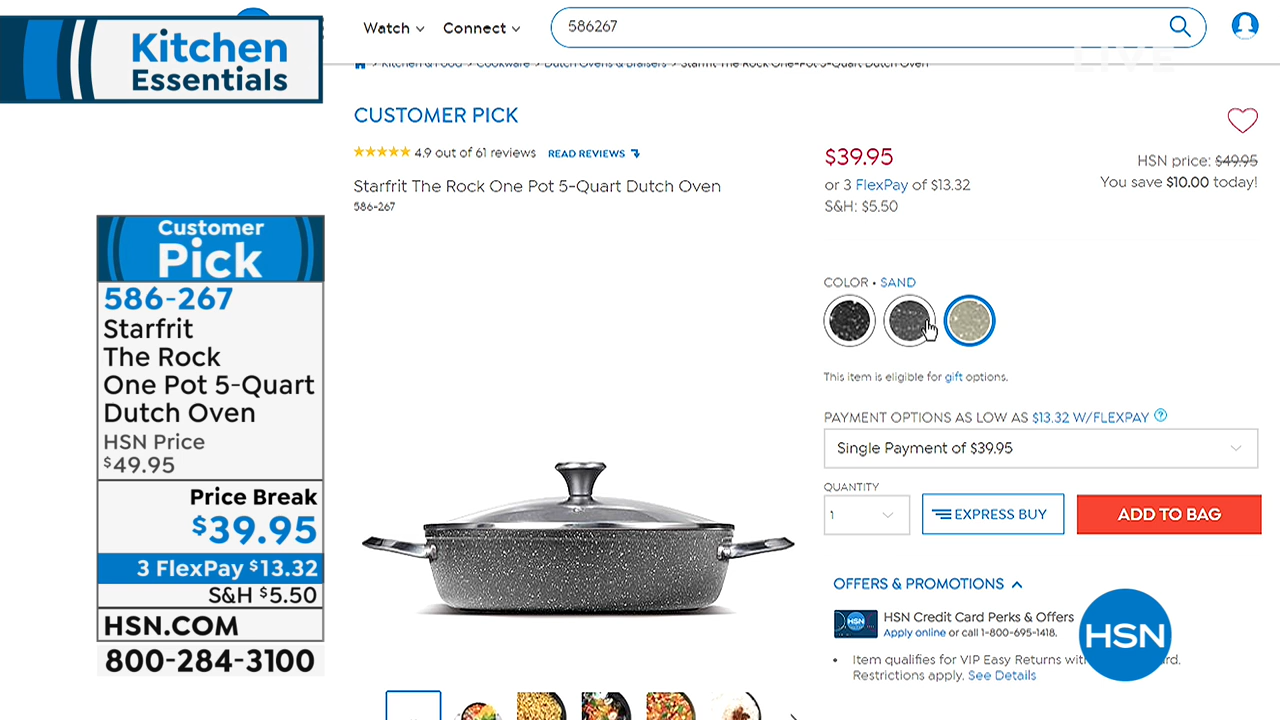 Kitchen
Essentials
Watch
Connect
586267
LIVE
Kitchen & Food > Cookware > Dutch Ovens & Braisers > Starfrit The Rock One-Pot 5-Quart Dutch Oven
CUSTOMER PICK
4.9 out of 61 reviews READ REVIEWS
Starfrit The Rock One Pot 5-Quart Dutch Oven
586-267
$39.95
or 3 FlexPay of $13.32
S&H: $5.50
HSN price: $49.95
You save $10.00 today!
COLOR • SAND
This item is eligible for gift options.
PAYMENT OPTIONS AS LOW AS $13.32 W/FLEXPAY ?
Single Payment of $39.95
QUANTITY
1
EXPRESS BUY
ADD TO BAG
OFFERS & PROMOTIONS
HSN
HSN Credit Card Perks & Offers
Apply online or call 1-800-695-1418.
• Item qualifies for VIP Easy Returns
Restrictions apply. See Details
HSN
Customer
Pick
586-267
Starfrit
The Rock
One Pot 5-Quart
Dutch Oven
HSN Price
$49.95
Price Break
$39.95
3 FlexPay $13.32
S&H $5.50
HSN.COM
800-284-3100